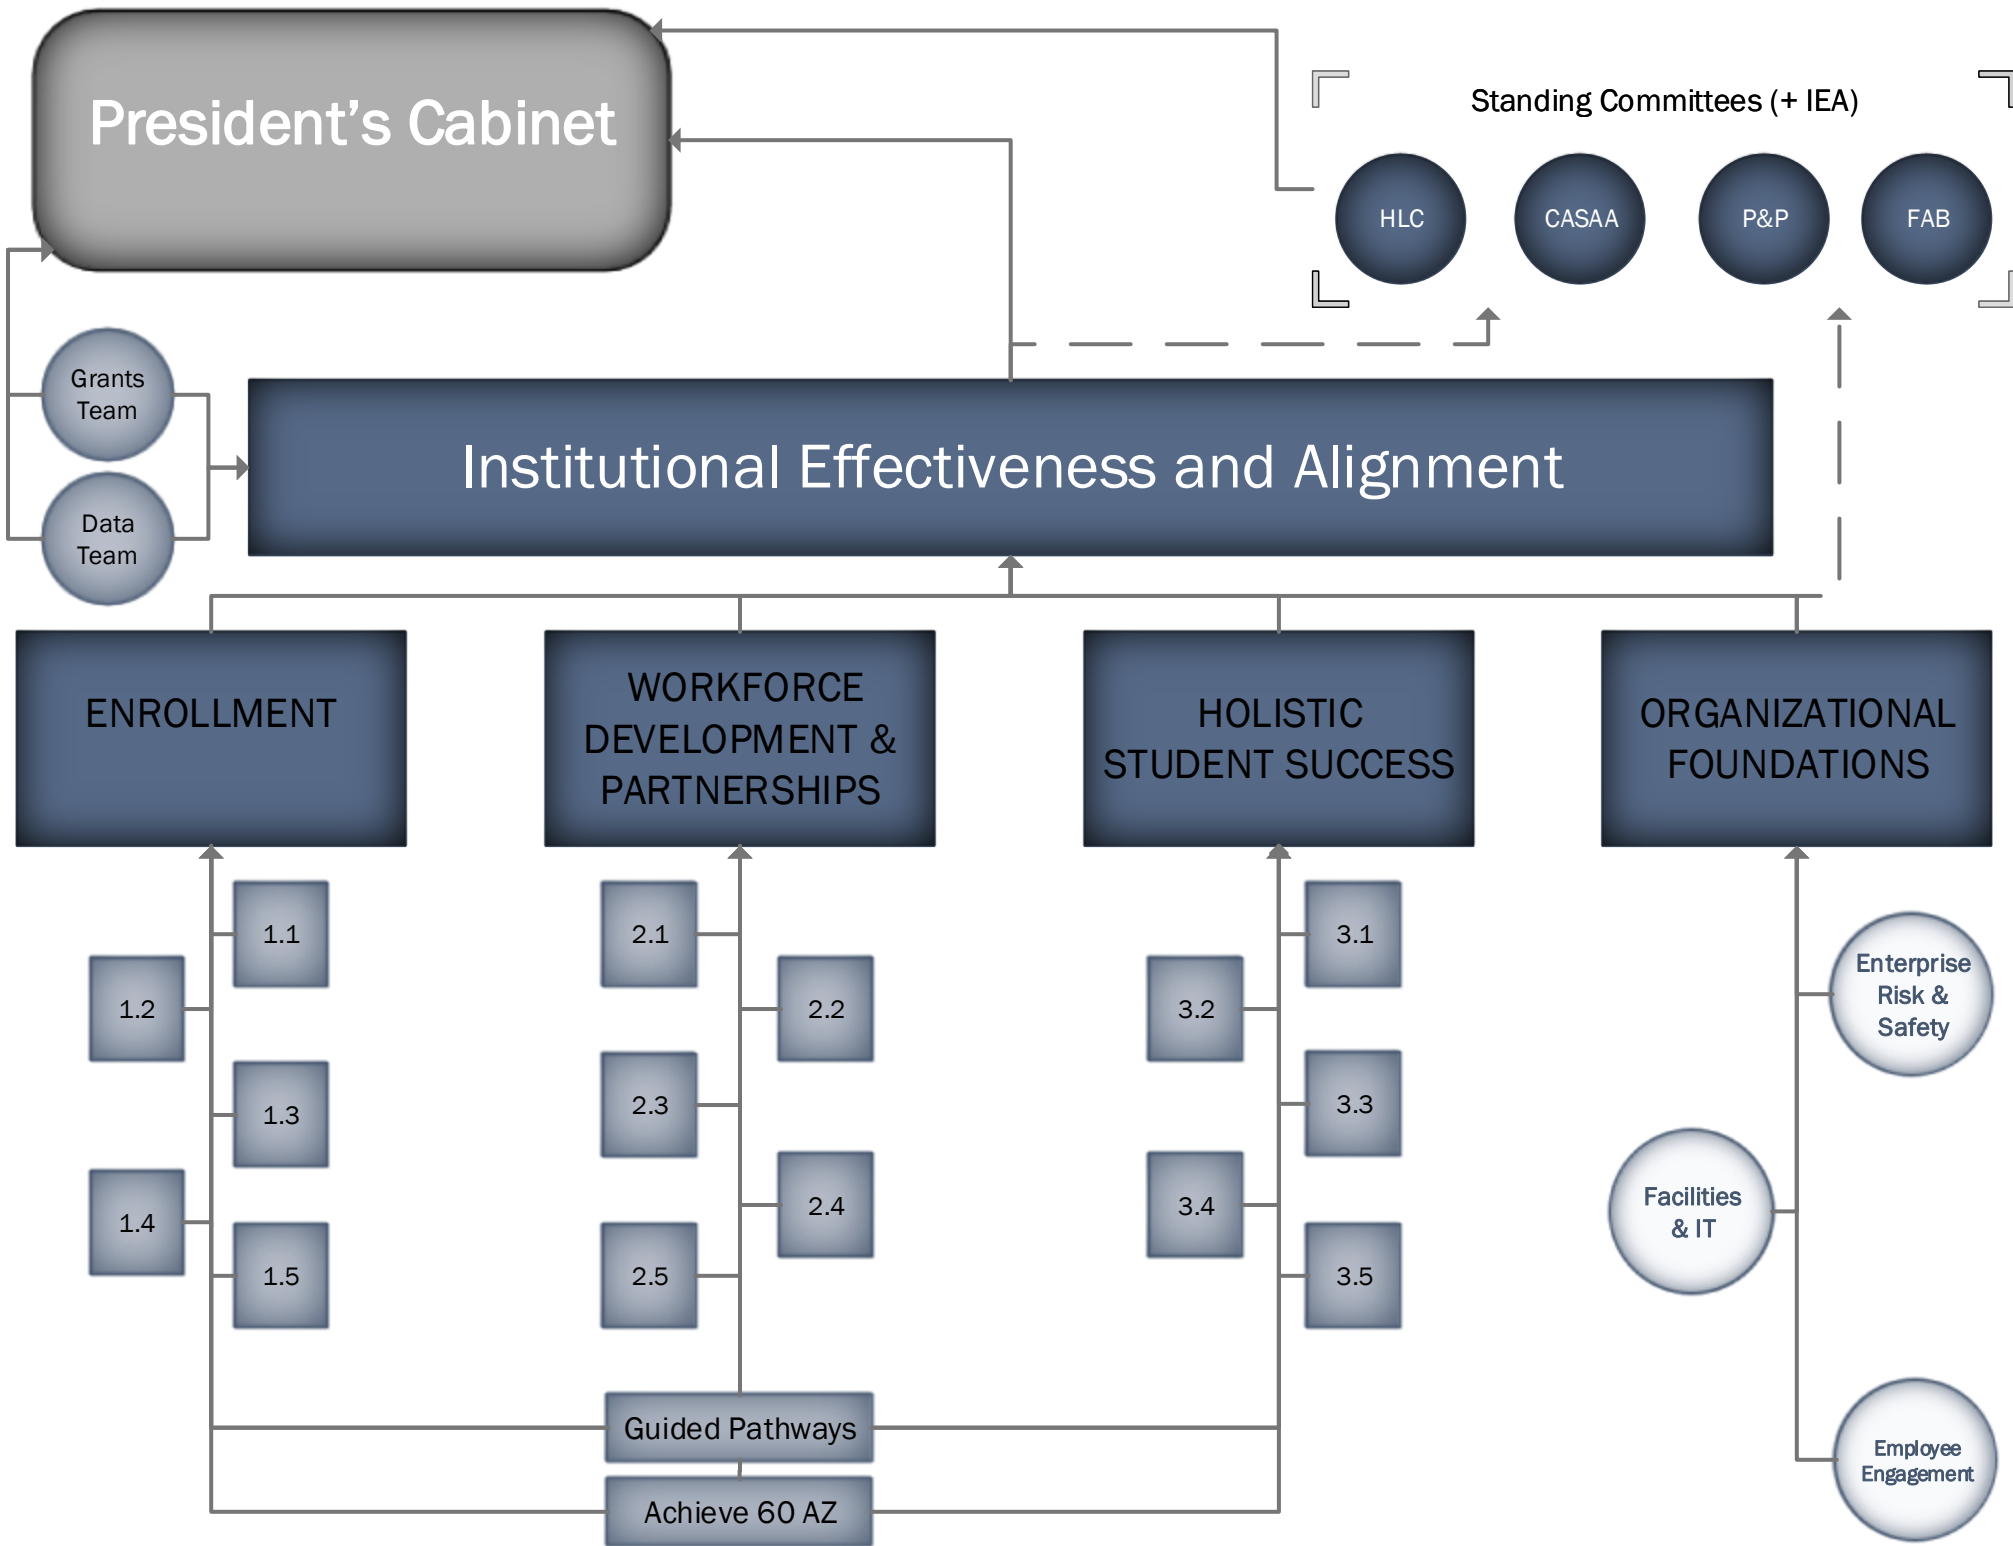 President's Cabinet
Standing Committees (+ IEA)
HLC
CASAA
P&P
FAB
Grants
Team
Data
Team
Institutional Effectiveness and Alignment
ENROLLMENT
WORKFORCE
DEVELOPMENT &
PARTNERSHIPS
HOLISTIC
STUDENT SUCCESS
ORGANIZATIONAL
FOUNDATIONS
1.1
1.2
1.3
1.4
1.5
2.1
2.2
2.3
2.4
2.5
3.1
3.2
3.3
3.4
3.5
Enterprise
Risk &
Safety
Facilities
& IT
Employee
Engagement
Guided Pathways
Achieve 60 AZ